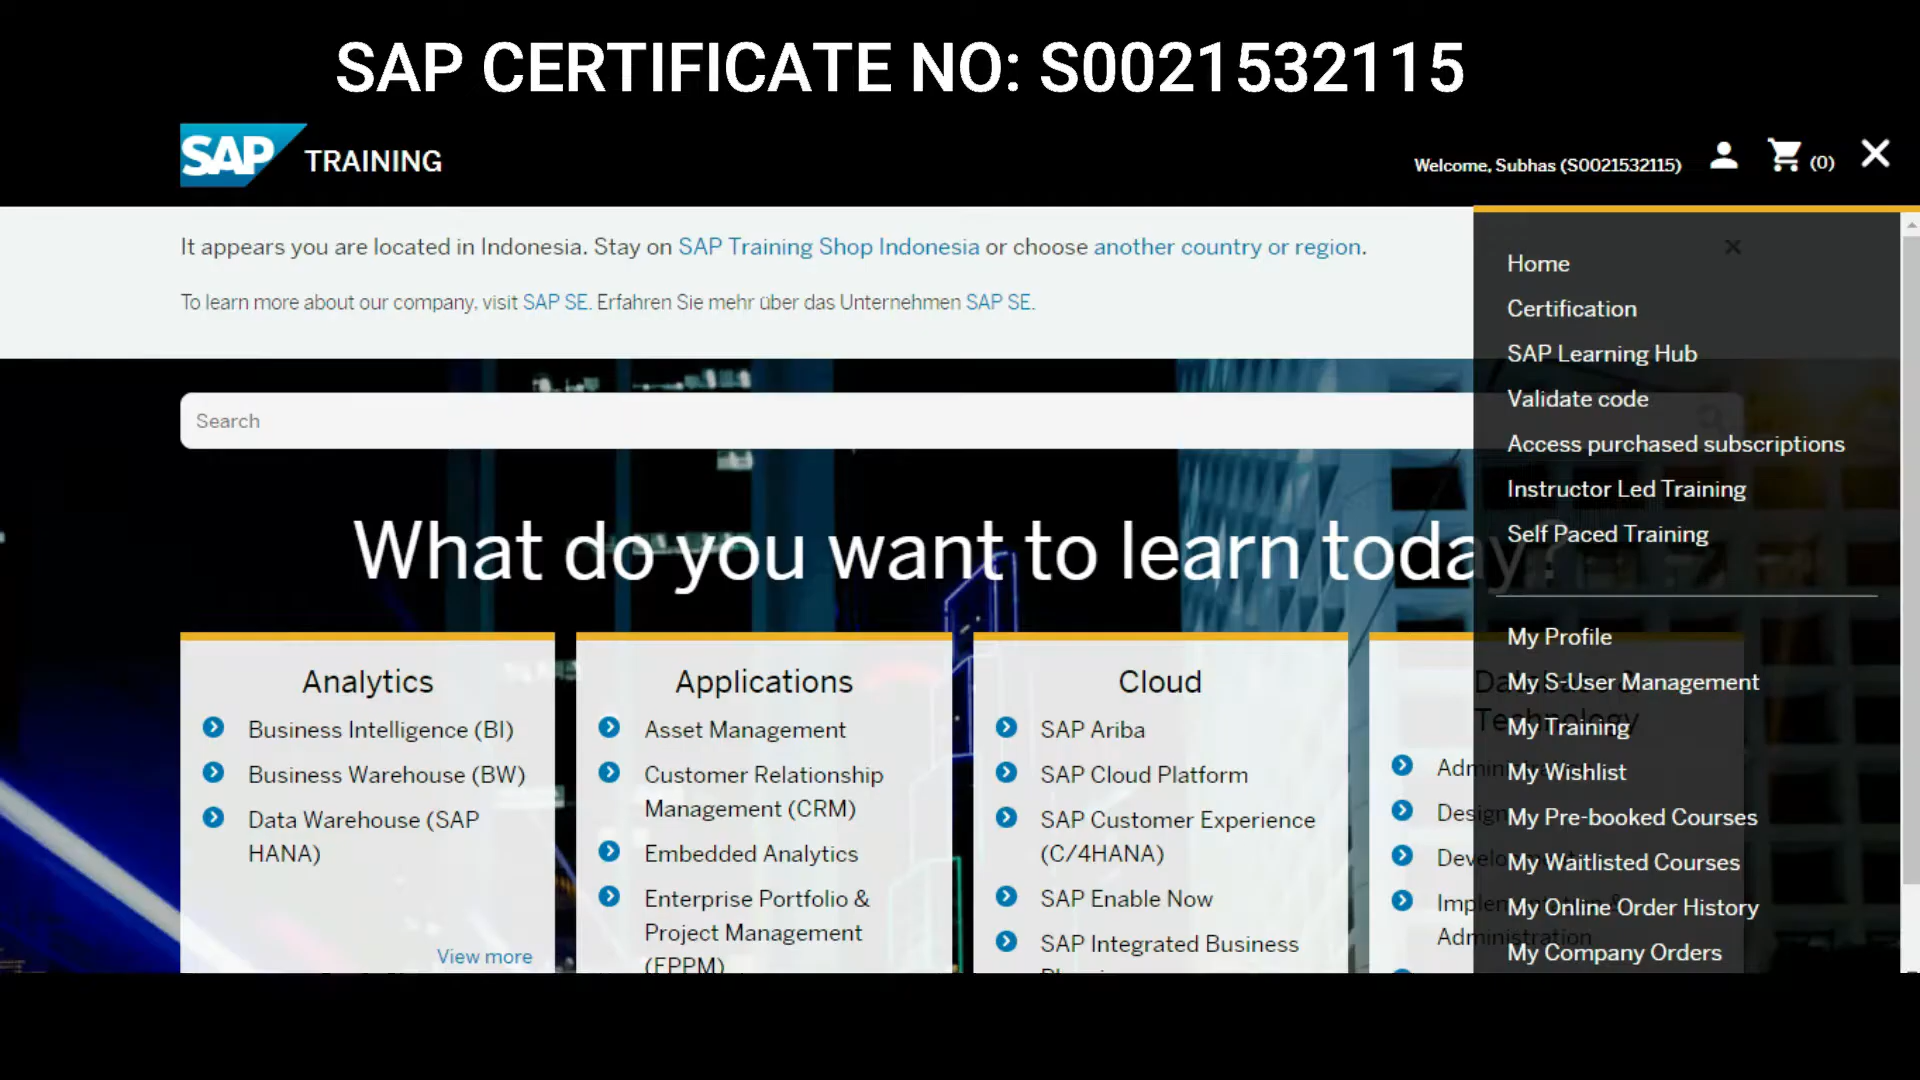 SAP CERTIFICATE NO: S0021532115
SAP TRAINING
Welcome, Subhas (S0021532115)
(0)
It appears you are located in Indonesia. Stay on SAP Training Shop Indonesia or choose another country or region.
To learn more about our company, visit SAP SE. Erfahren Sie mehr über das Unternehmen SAP SE.
Search
What do you want to learn today?
Analytics
Business Intelligence (BI)
Business Warehouse (BW)
Data Warehouse (SAP
HANA)
View more
Applications
Asset Management
Customer Relationship
Management (CRM)
Embedded Analytics
Enterprise Portfolio &
Project Management
(EPPM)
Cloud
SAP Ariba
SAP Cloud Platform
SAP Customer Experience
(C/4HANA)
SAP Enable Now
SAP Integrated Business
Database &
Technology
Administration
Home
Certification
SAP Learning Hub
Validate code
Access purchased subscriptions
Instructor Led Training
Self Paced Training
My Profile
My S-User Management
My Training
My Wishlist
My Pre-booked Courses
My Waitlisted Courses
My Online Order History
My Company Orders